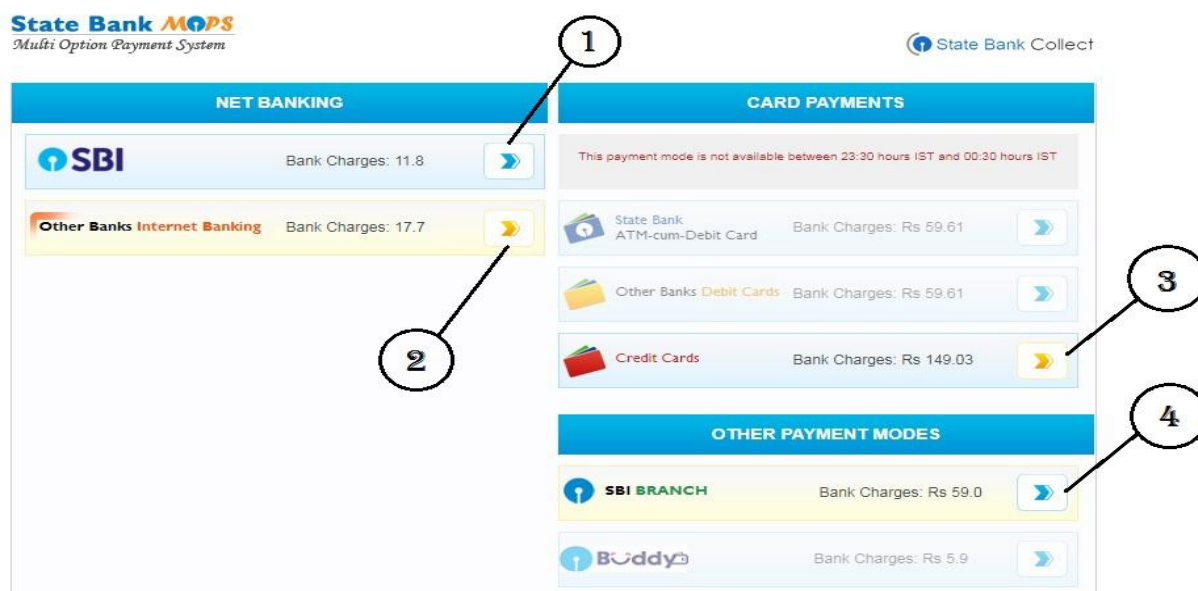 State Bank MOPS
Multi Option Payment System
1
State Bank Collect
NET BANKING
SBI
Bank Charges: 11.8
Other Banks Internet Banking
Bank Charges: 17.7
2
CARD PAYMENTS
This payment mode is not available between 23:30 hours IST and 00:30 hours IST
State Bank
ATM-cum-Debit Card
Bank Charges: Rs 59.61
Other Banks Debit Cards
Bank Charges: Rs 59.61
3
Credit Cards
Bank Charges: Rs 149.03
4
OTHER PAYMENT MODES
SBI BRANCH
Bank Charges: Rs 59.0
Buddy
Bank Charges: Rs 5.9